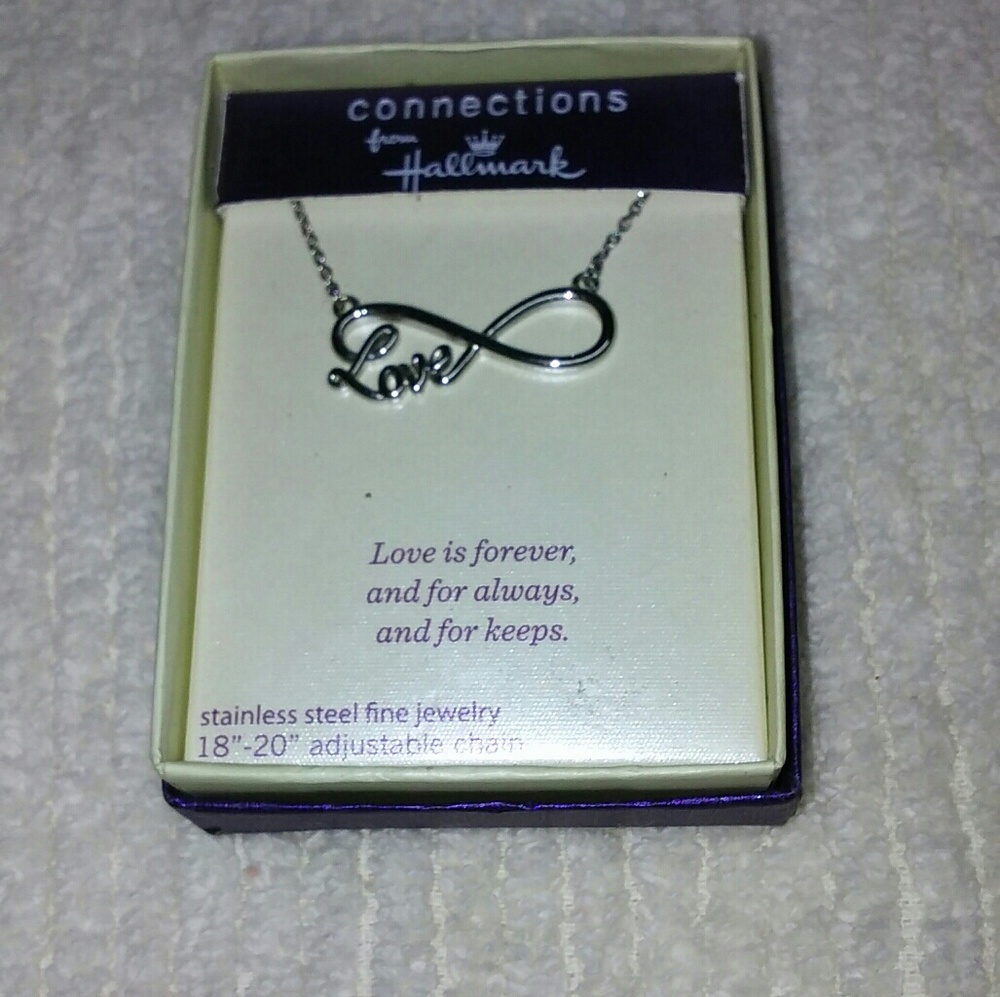 connections
from
Hallmark
Love
Love is forever,
and for always,
and for keeps.
stainless steel fine jewelry
18"-20" adjustable chain